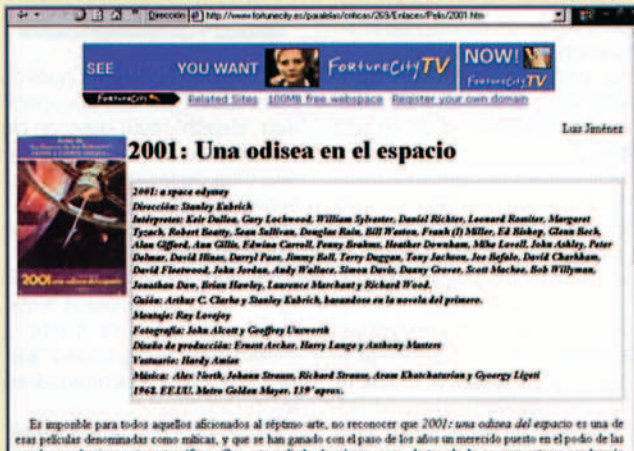 Dirección http://www.fortunecity.es/paralelas/criticas/269/Enlaces/Pelis/2001.htm
SEE YOU WANT FORTUNECITY TV NOW!
FORTUNECITY TV
FORTUNECITY Related Sites 100MB free webspace Register your own domain
Luis Jiménez
2001: Una odisea en el espacio
2001: a space odyssey
Dirección: Stanley Kubrick
Intérpretes: Keir Dullea, Gary Lockwood, William Sylvester, Daniel Richter, Leonard Rossiter, Margaret
Tyzack, Robert Beatty, Sean Sullivan, Douglas Rain, Bill Weston, Frank (I) Miller, Ed Bishop, Glenn Beck,
Alan Gifford, Ann Gillis, Edwina Carroll, Penny Brahms, Heather Downham, Mike Lovell, John Ashley, Peter
Delmar, David Hines, Darryl Paes, Jimmy Bell, Terry Duggan, Tony Jackson, Joe Refalo, David Charkham,
David Fleetwood, John Jordan, Andy Wallace, Simon Davis, Danny Grover, Scott Mackee, Bob Wilyman,
Jonathan Daw, Brian Hawley, Laurence Marchant y Richard Wood.
Guión: Arthur C. Clarke y Stanley Kubrick, basandose en la novela del primero.
Montaje: Ray Lovejoy
Fotografía: John Alcott y Geoffrey Unsworth
Diseño de producción: Ernest Archer, Harry Lange y Anthony Masters
Vestuario: Hardy Amies
Música: Alex North, Johann Strauss, Richard Strauss, Aram Khatchaturian y Gyoergy Ligeti
1968. EE.UU. Metro Golden Mayer. 139' aprox.
2001 una odisea del espacio
Es imposible para todos aquellos aficionados al séptimo arte, no reconocer que 2001: una odisea del espacio es una de
esas películas denominadas como míticas, y que se han ganado con el paso de los años un merecido puesto en el podio de las